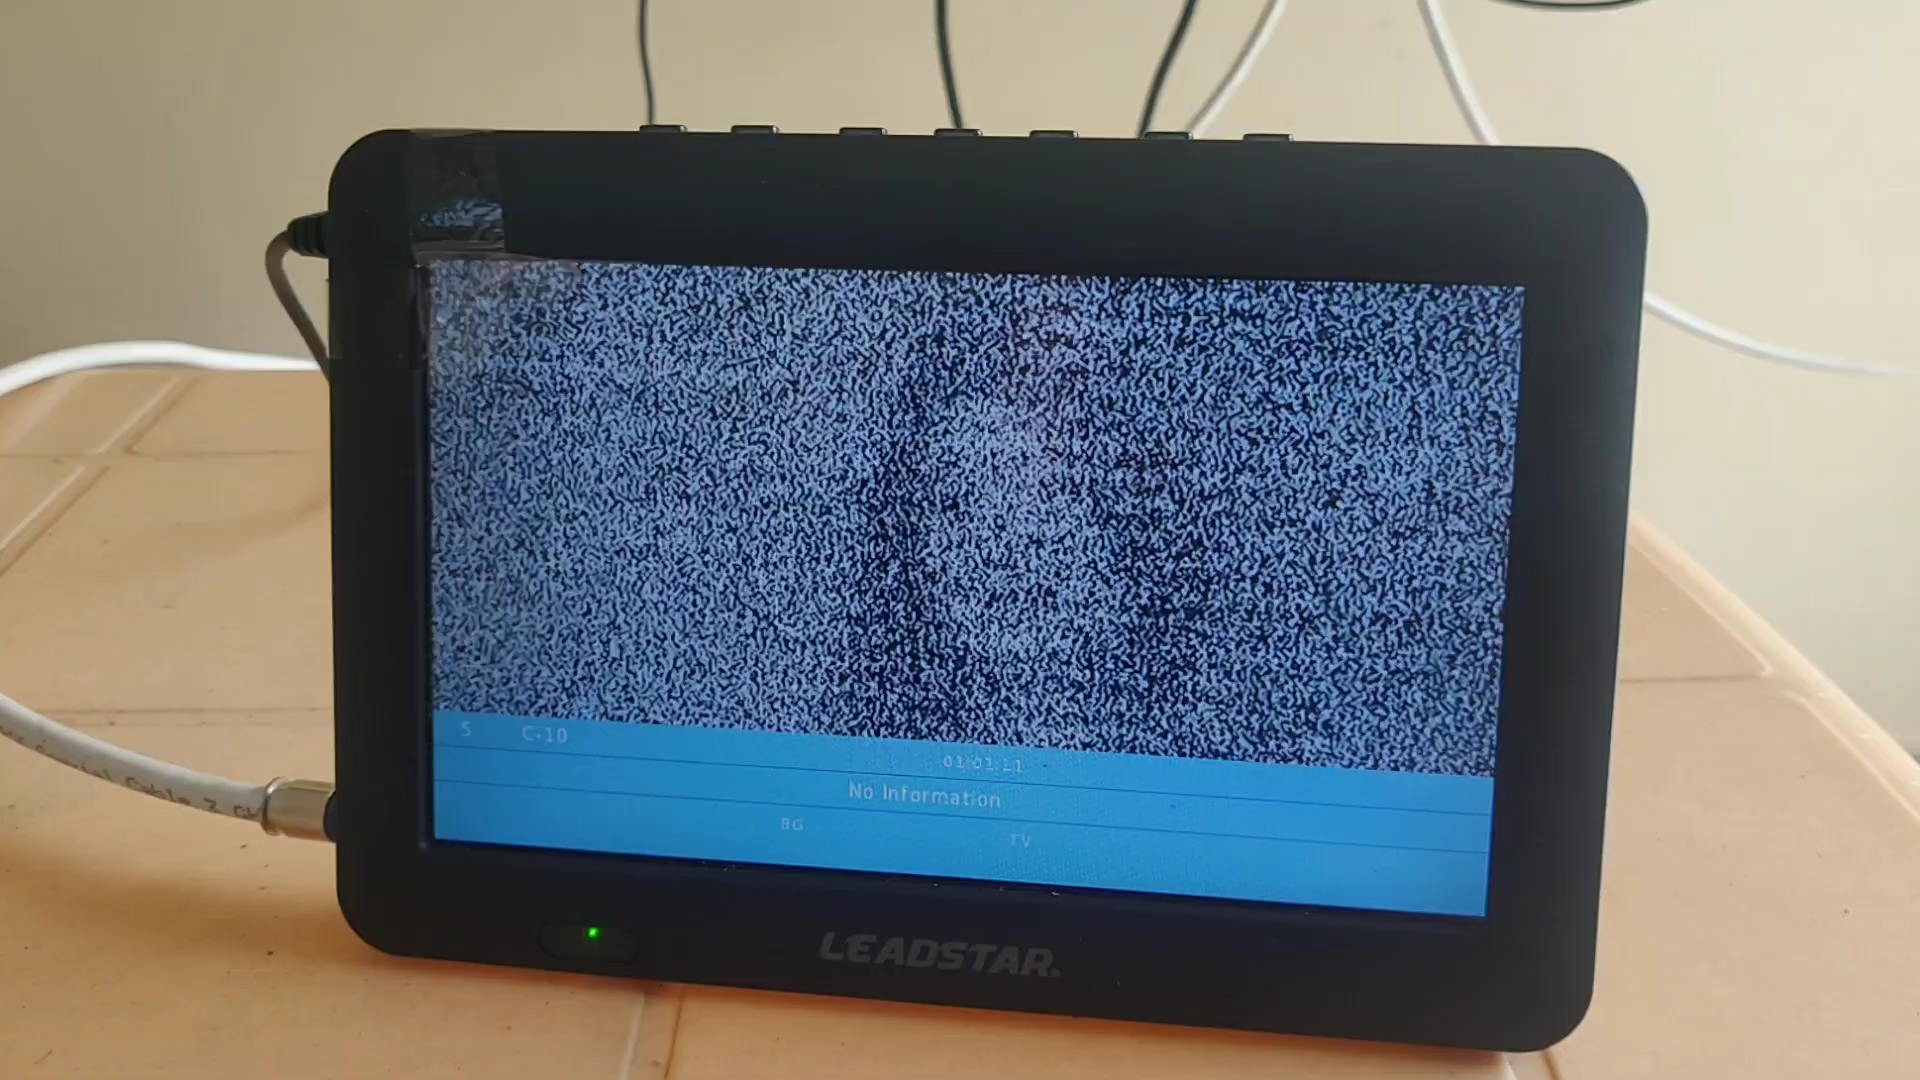 5 C-10
01:01:11
No Information
BG TV
LEADSTAR.